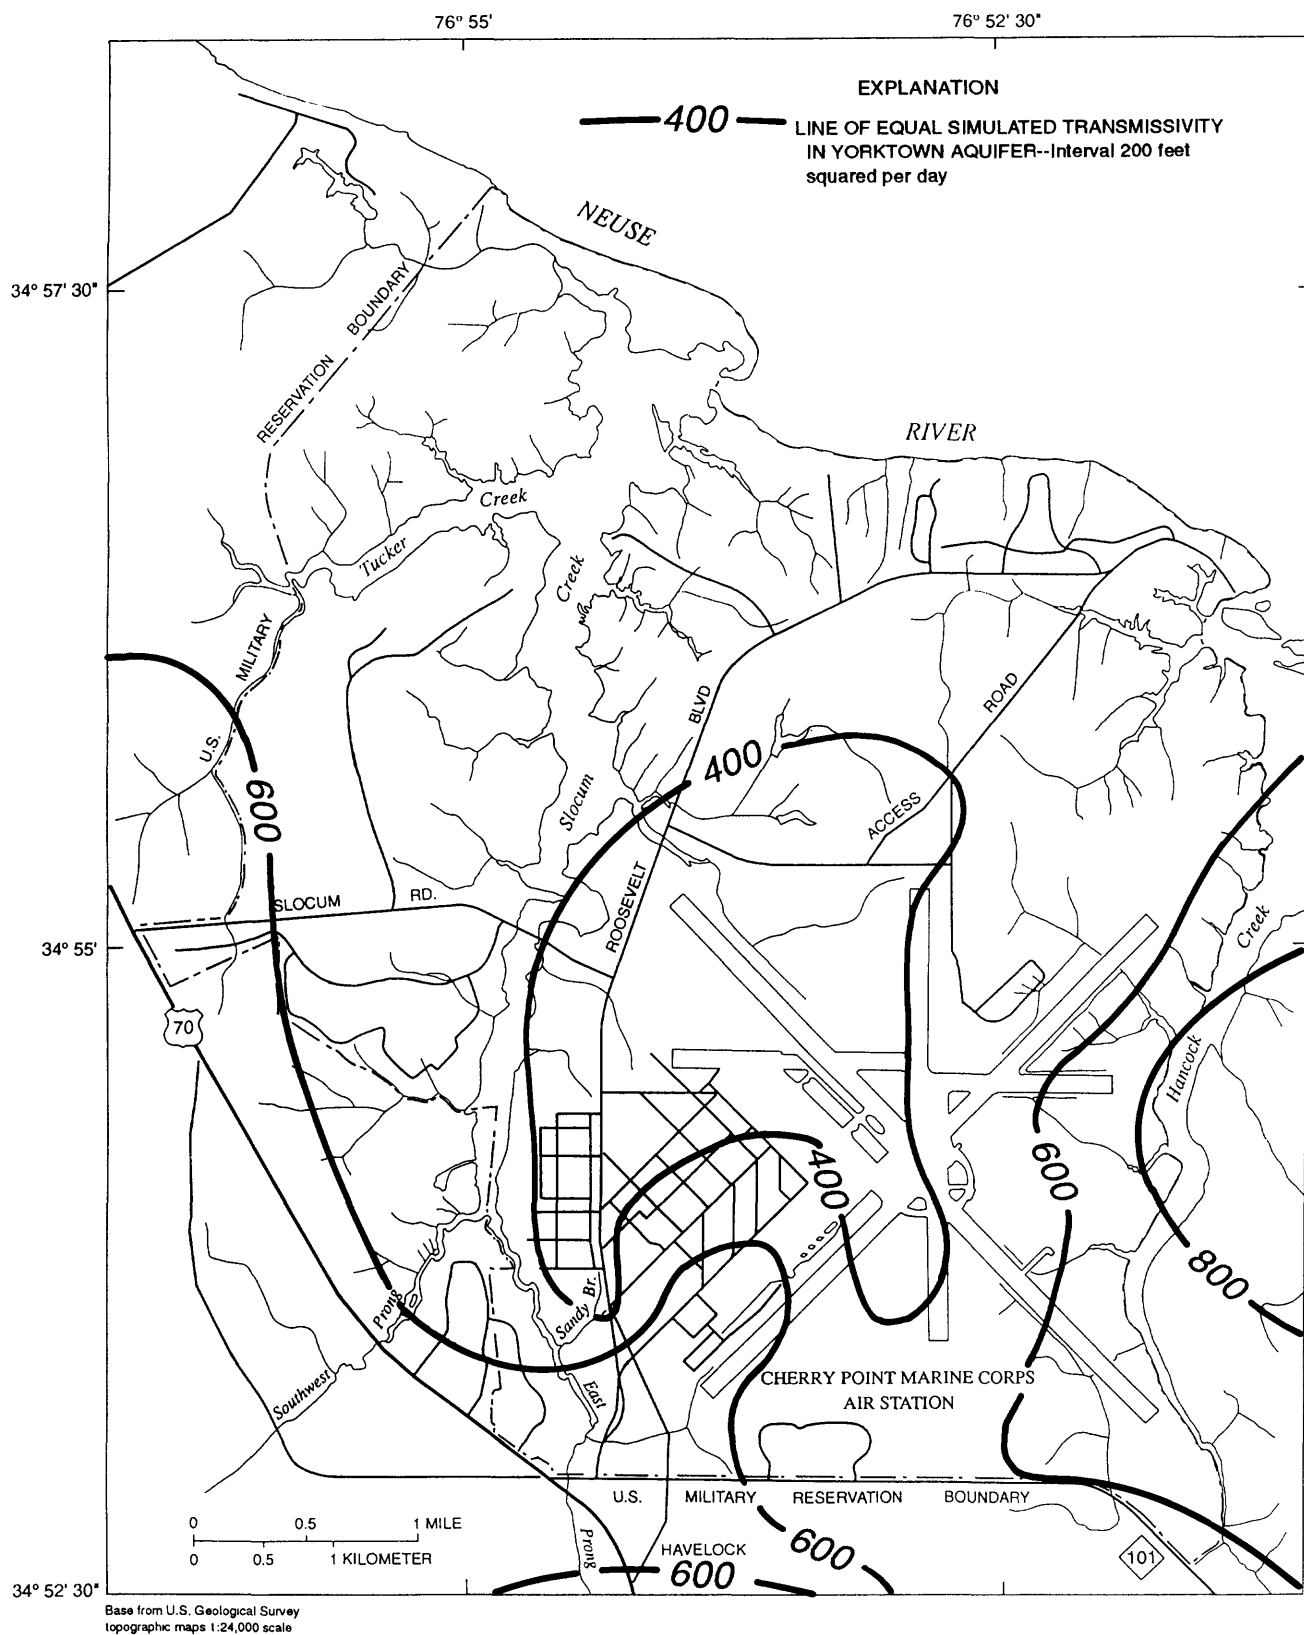 76° 55'
76° 52' 30"
EXPLANATION
400
LINE OF EQUAL SIMULATED TRANSMISSIVITY
IN YORKTOWN AQUIFER--Interval 200 feet
squared per day
NEUSE
34° 57' 30"
RESERVATION BOUNDARY
RIVER
Creek
Tucker
Creek
U.S. MILITARY
BLVD
ROAD
400
600
Slocum
ACCESS
SLOCUM RD.
ROOSEVELT
Creek
34° 55'
70
Hancock
400
600
800
Prong
Sandy Br.
Southwest
East
CHERRY POINT MARINE CORPS
AIR STATION
U.S. MILITARY RESERVATION BOUNDARY
0 0.5 1 MILE
0 0.5 1 KILOMETER
Prong
HAVELOCK
600
600
101
34° 52' 30"
Base from U.S. Geological Survey
topographic maps 1:24,000 scale